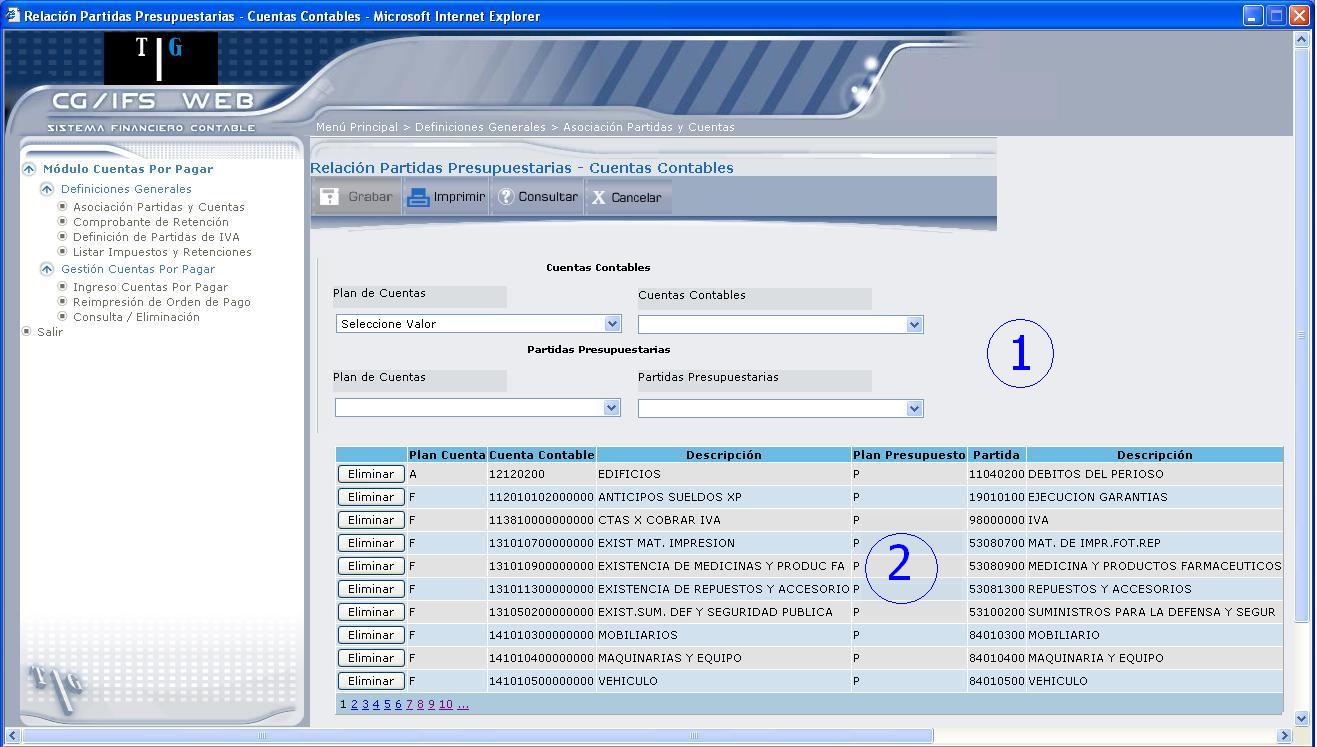 Relación Partidas Presupuestarias - Cuentas Contables - Microsoft Internet Explorer
T G
CG/IFS WEB
SISTEMA FINANCIERO CONTABLE
Menú Principal > Definiciones Generales > Asociación Partidas y Cuentas
Módulo Cuentas Por Pagar
Definiciones Generales
Asociación Partidas y Cuentas
Comprobante de Retención
Definición de Partidas de IVA
Listar Impuestos y Retenciones
Gestión Cuentas Por Pagar
Ingreso Cuentas Por Pagar
Reimpresión de Orden de Pago
Consulta / Eliminación
Salir
T G
Relación Partidas Presupuestarias - Cuentas Contables
Grabar Imprimir Consultar Cancelar
Cuentas Contables
Plan de Cuentas Cuentas Contables
Seleccione Valor
Partidas Presupuestarias
Plan de Cuentas Partidas Presupuestarias
1
Plan Cuenta Cuenta Contable Descripción Plan Presupuesto Partida Descripción
Eliminar A 12120200 EDIFICIOS P 11040200 DEBITOS DEL PERIOSO
Eliminar F 112010102000000 ANTICIPOS SUELDOS XP P 19010100 EJECUCION GARANTIAS
Eliminar F 113810000000000 CTAS X COBRAR IVA P 98000000 IVA
Eliminar F 131010700000000 EXIST MAT. IMPRESION P 53080700 MAT. DE IMPR.FOT.REP
Eliminar F 131010900000000 EXISTENCIA DE MEDICINAS Y PRODUC FA P 53080900 MEDICINA Y PRODUCTOS FARMACEUTICOS
2
Eliminar F 131011300000000 EXISTENCIA DE REPUESTOS Y ACCESORIO P 53081300 REPUESTOS Y ACCESORIOS
Eliminar F 131050200000000 EXIST.SUM. DEF Y SEGURIDAD PUBLICA P 53100200 SUMINISTROS PARA LA DEFENSA Y SEGUR
Eliminar F 141010300000000 MOBILIARIOS P 84010300 MOBILIARIO
Eliminar F 141010400000000 MAQUINARIAS Y EQUIPO P 84010400 MAQUINARIA Y EQUIPO
Eliminar F 141010500000000 VEHICULO P 84010500 VEHICULO
1 2 3 4 5 6 7 8 9 10 ...